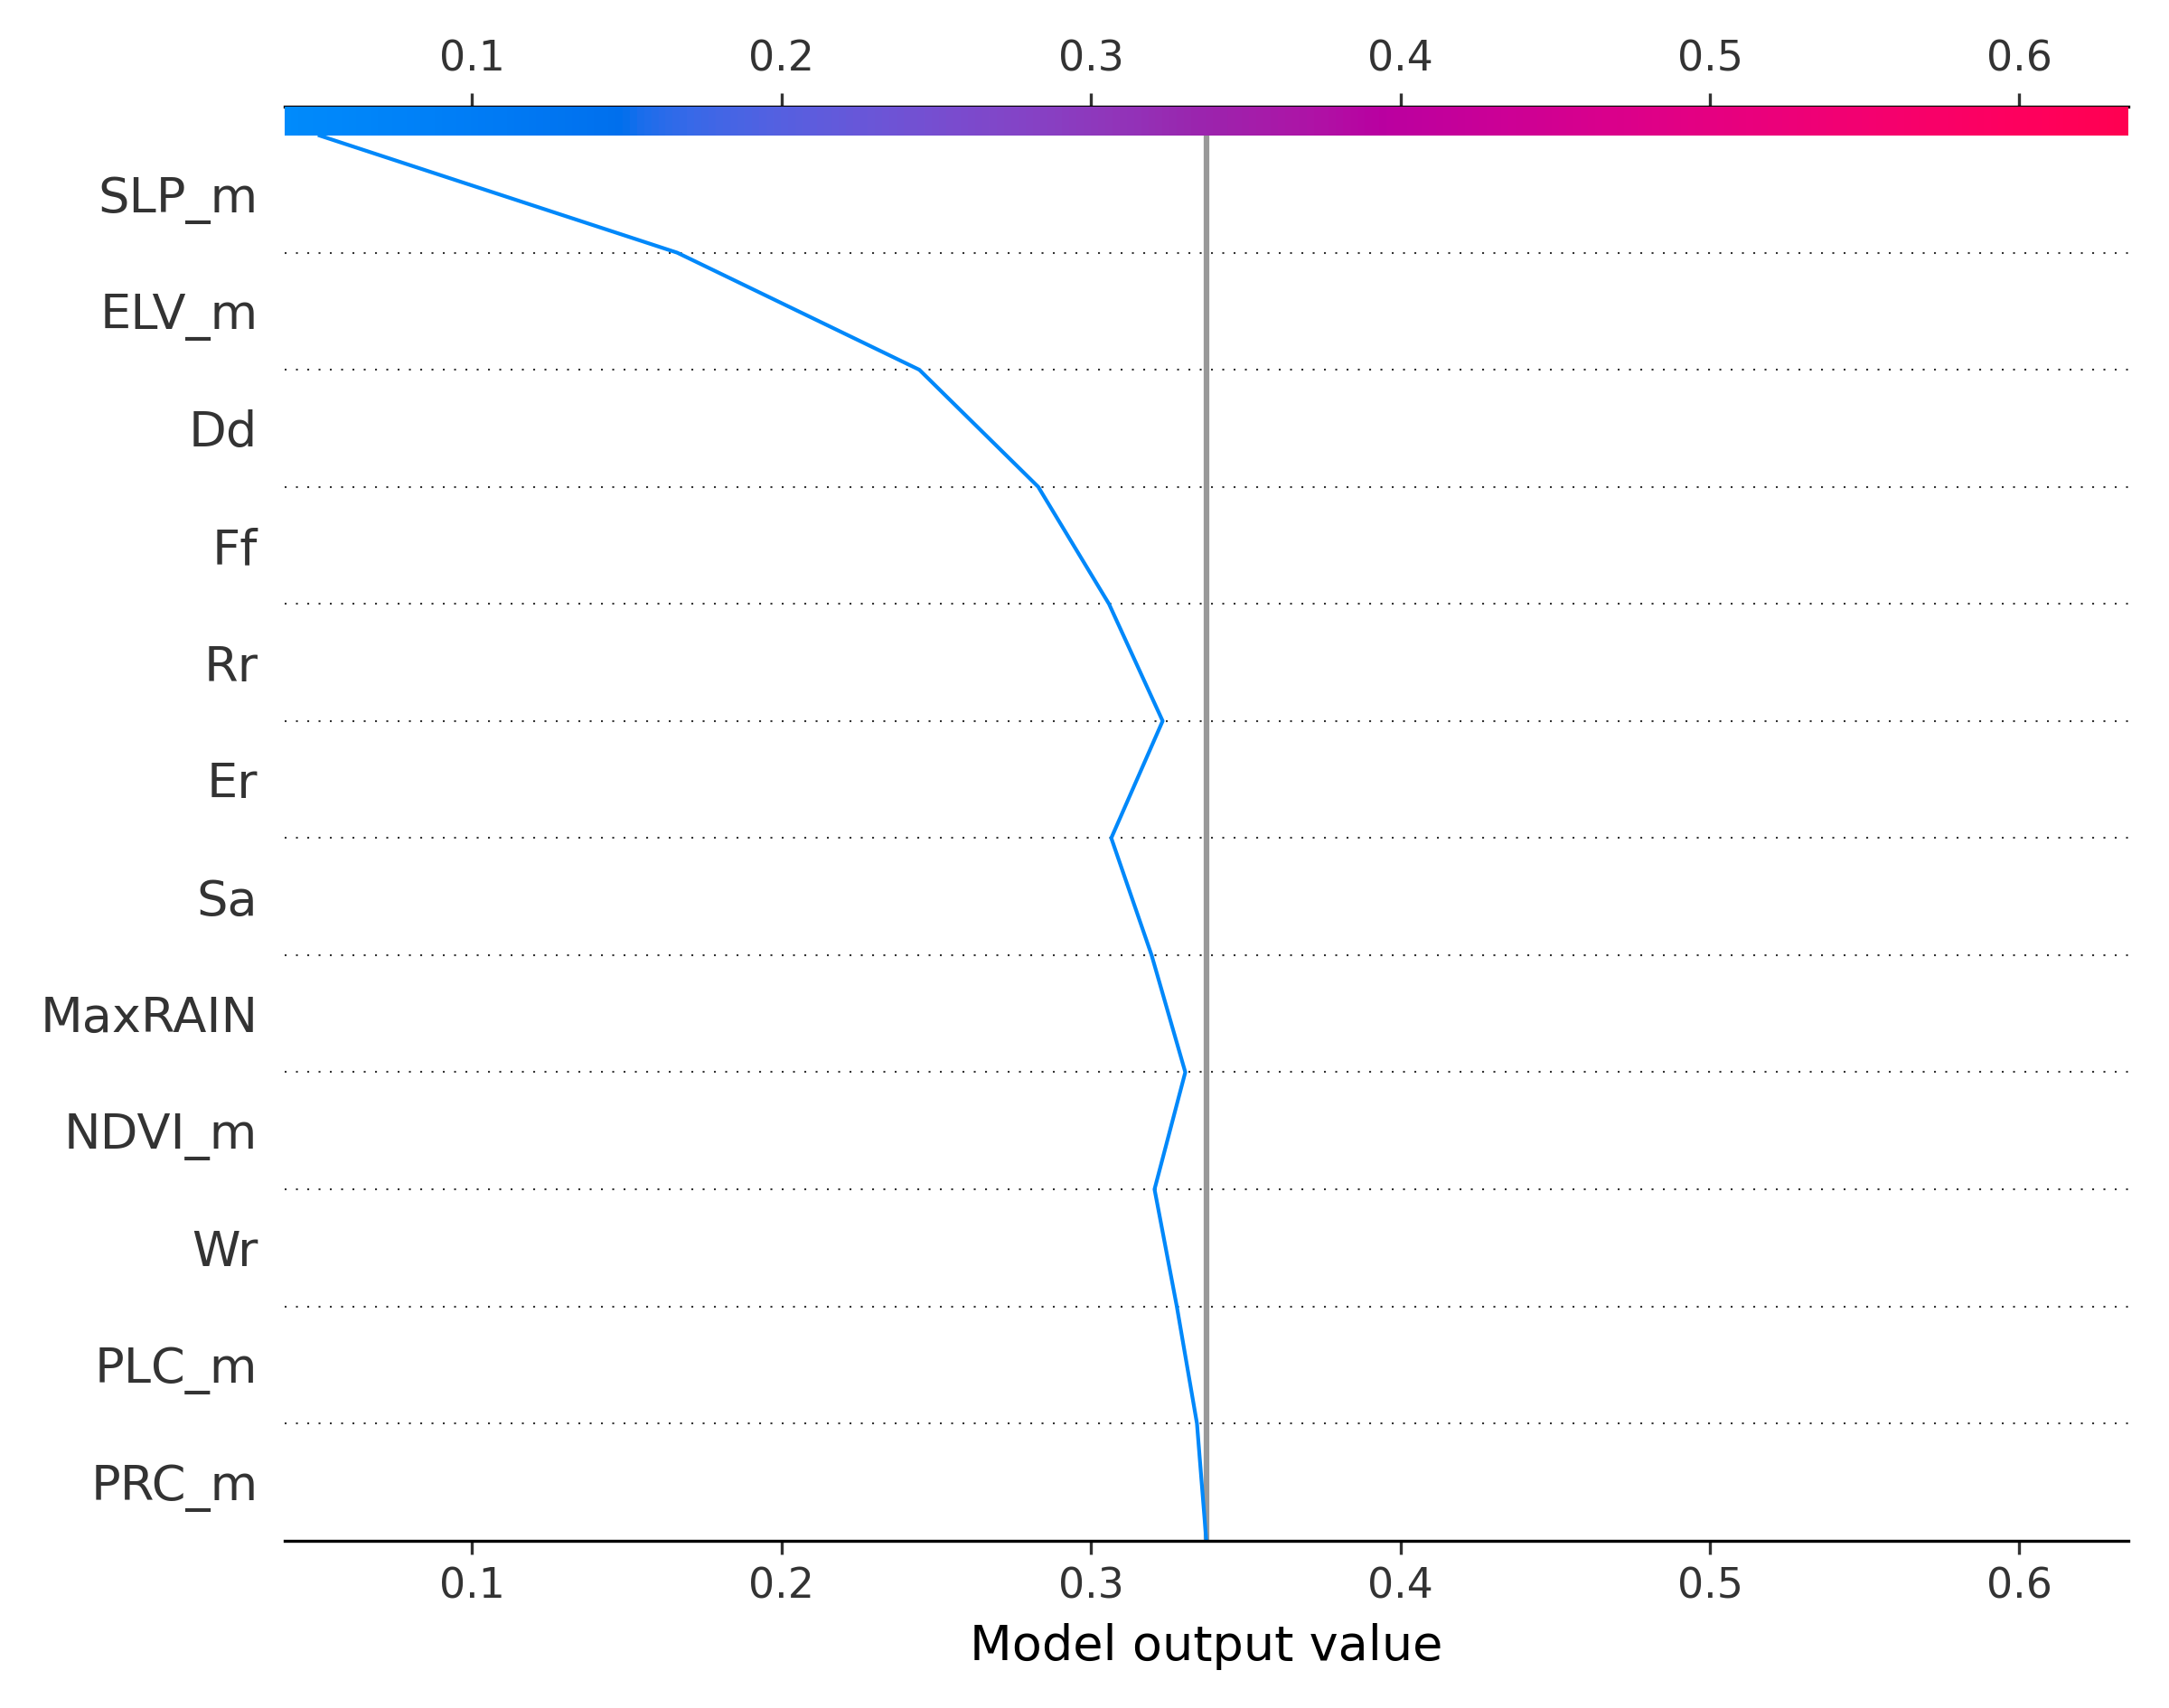 0.1 0.2 0.3 0.4 0.5 0.6
SLP_m
ELV_m
Dd
Ff
Rr
Er
Sa
MaxRAIN
NDVI_m
Wr
PLC_m
PRC_m
0.1 0.2 0.3 0.4 0.5 0.6
Model output value